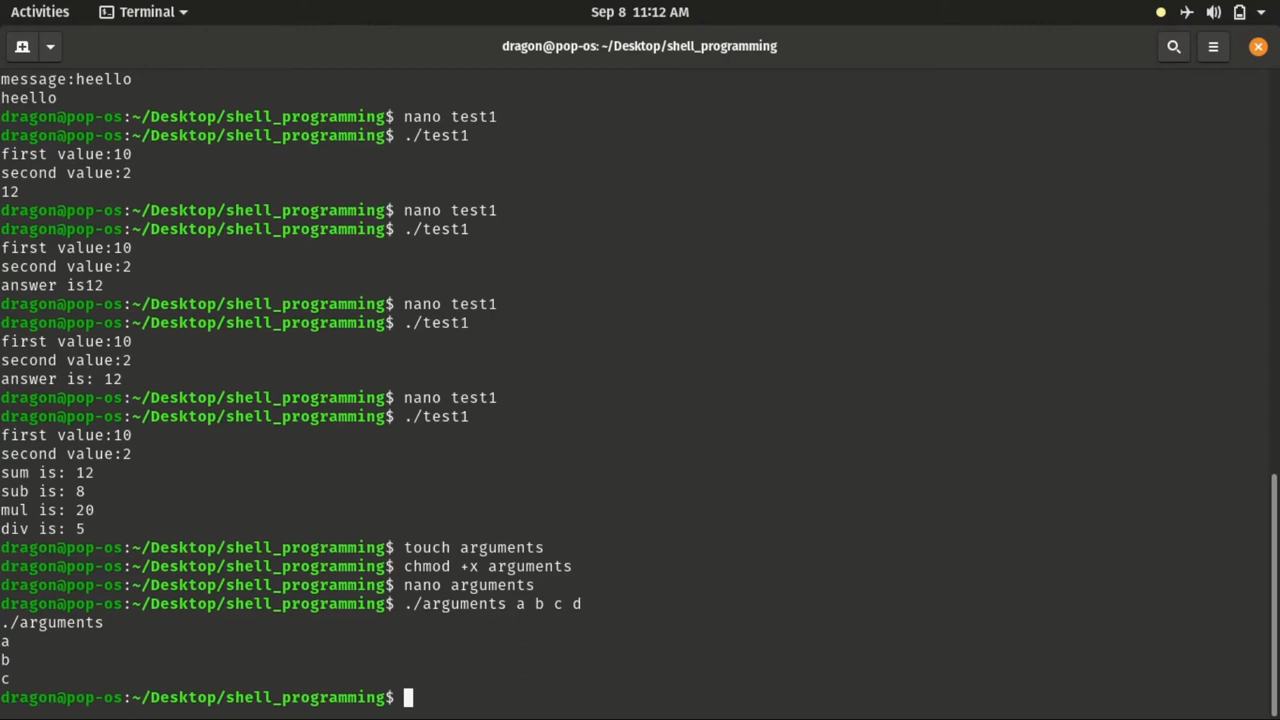 Activities Terminal Sep 8 11:12 AM
dragon@pop-os: ~/Desktop/shell_programming
message:heello
heello
dragon@pop-os:~/Desktop/shell_programming$ nano test1
dragon@pop-os:~/Desktop/shell_programming$ ./test1
first value:10
second value:2
12
dragon@pop-os:~/Desktop/shell_programming$ nano test1
dragon@pop-os:~/Desktop/shell_programming$ ./test1
first value:10
second value:2
answer is12
dragon@pop-os:~/Desktop/shell_programming$ nano test1
dragon@pop-os:~/Desktop/shell_programming$ ./test1
first value:10
second value:2
answer is: 12
dragon@pop-os:~/Desktop/shell_programming$ nano test1
dragon@pop-os:~/Desktop/shell_programming$ ./test1
first value:10
second value:2
sum is: 12
sub is: 8
mul is: 20
div is: 5
dragon@pop-os:~/Desktop/shell_programming$ touch arguments
dragon@pop-os:~/Desktop/shell_programming$ chmod +x arguments
dragon@pop-os:~/Desktop/shell_programming$ nano arguments
dragon@pop-os:~/Desktop/shell_programming$ ./arguments a b c d
./arguments
a
b
c
dragon@pop-os:~/Desktop/shell_programming$